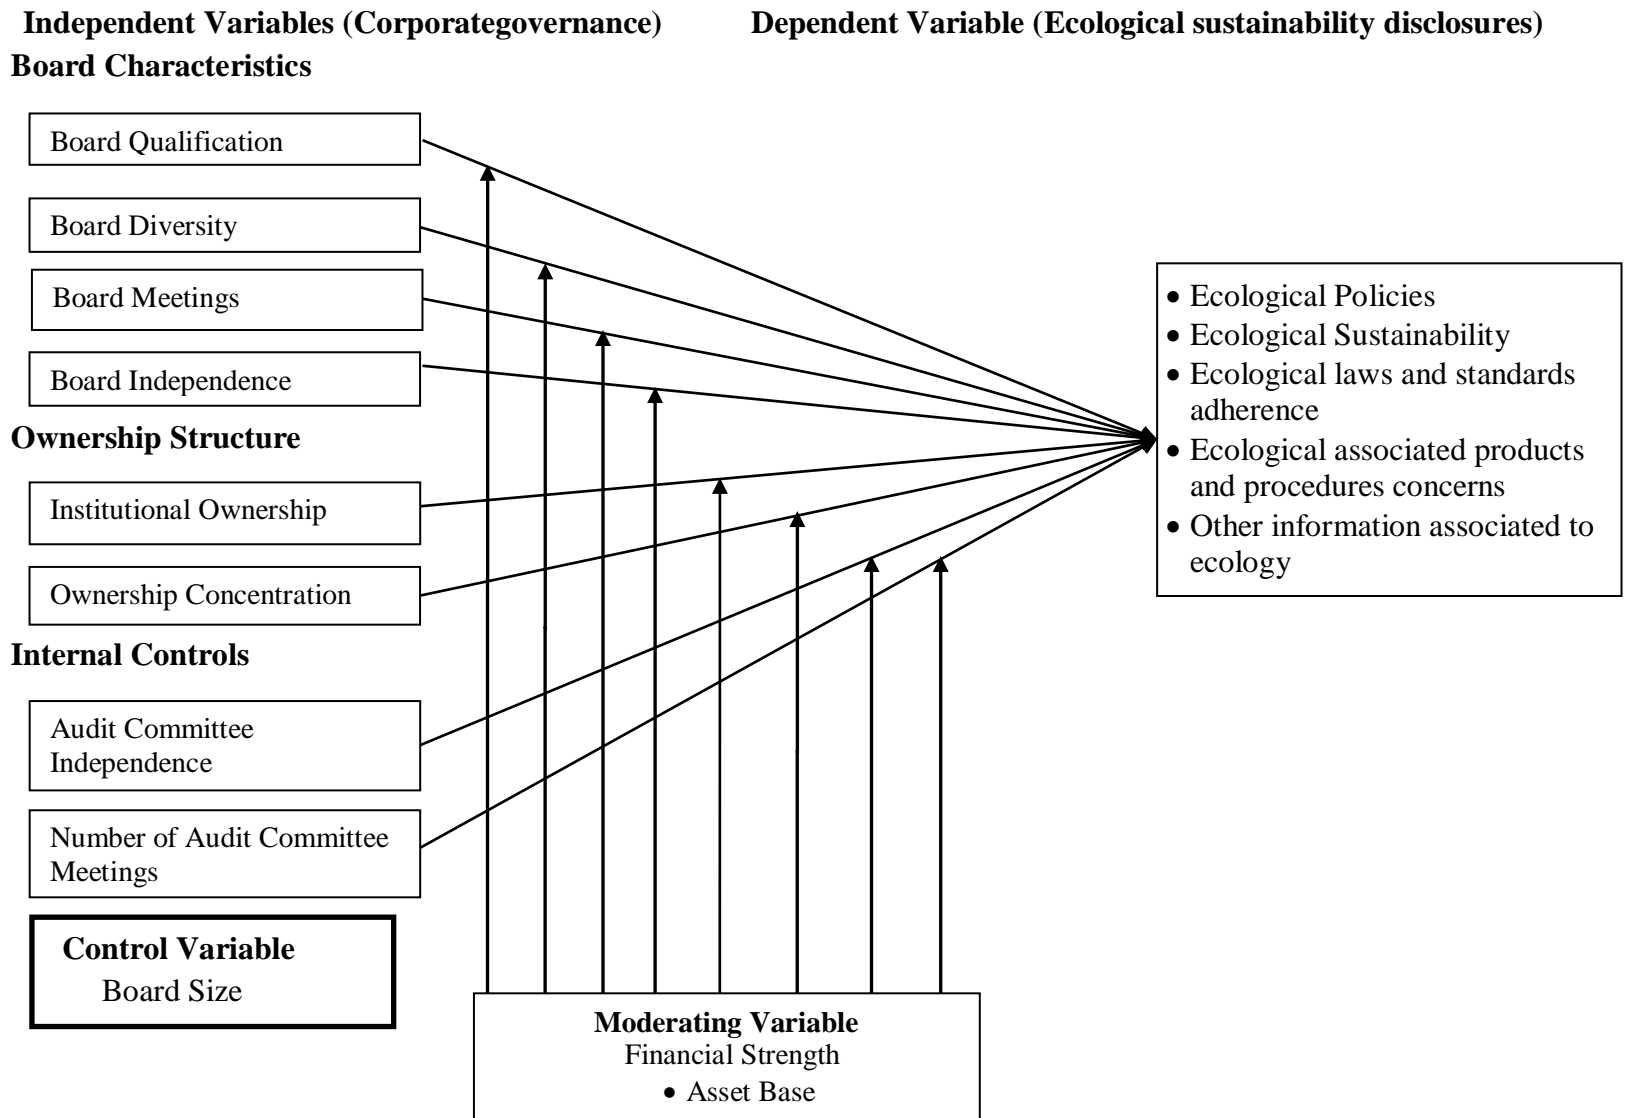 Independent Variables (Corporategovernance)
Dependent Variable (Ecological sustainability disclosures)
Board Characteristics
Board Qualification
Board Diversity
Board Meetings
Board Independence
Ownership Structure
Institutional Ownership
Ownership Concentration
Internal Controls
Audit Committee
Independence
Number of Audit Committee
Meetings
Control Variable
Board Size
• Ecological Policies
• Ecological Sustainability
• Ecological laws and standards
adherence
• Ecological associated products
and procedures concerns
• Other information associated to
ecology
Moderating Variable
Financial Strength
• Asset Base